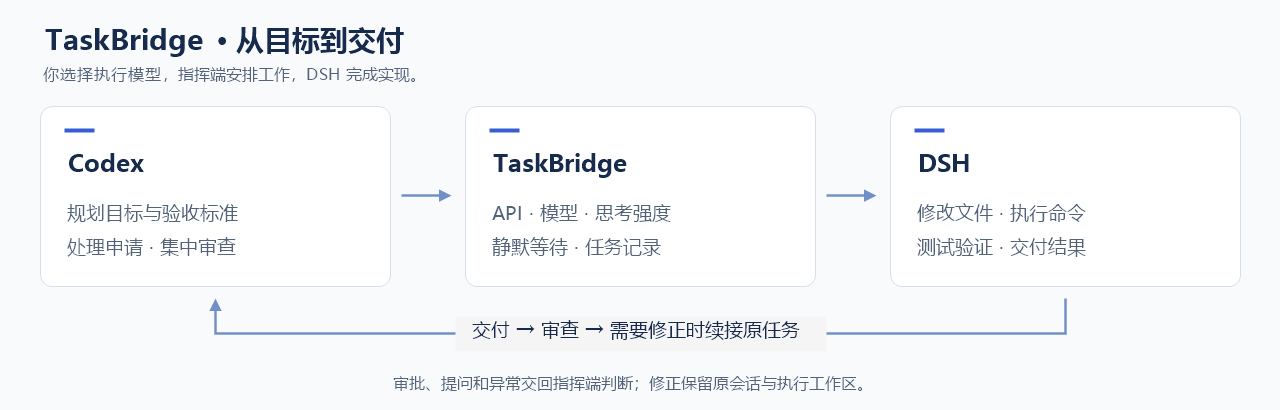 TaskBridge • 从目标到交付
你选择执行模型，指挥端安排工作，DSH 完成实现。
Codex
规划目标与验收标准
处理申请 · 集中审查
TaskBridge
API · 模型 · 思考强度
静默等待 · 任务记录
DSH
修改文件 · 执行命令
测试验证 · 交付结果
交付 → 审查 → 需要修正时续接原任务
审批、提问和异常交回指挥端判断；修正保留原会话与执行工作区。